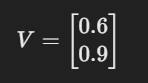 V = [0.6
0.9]